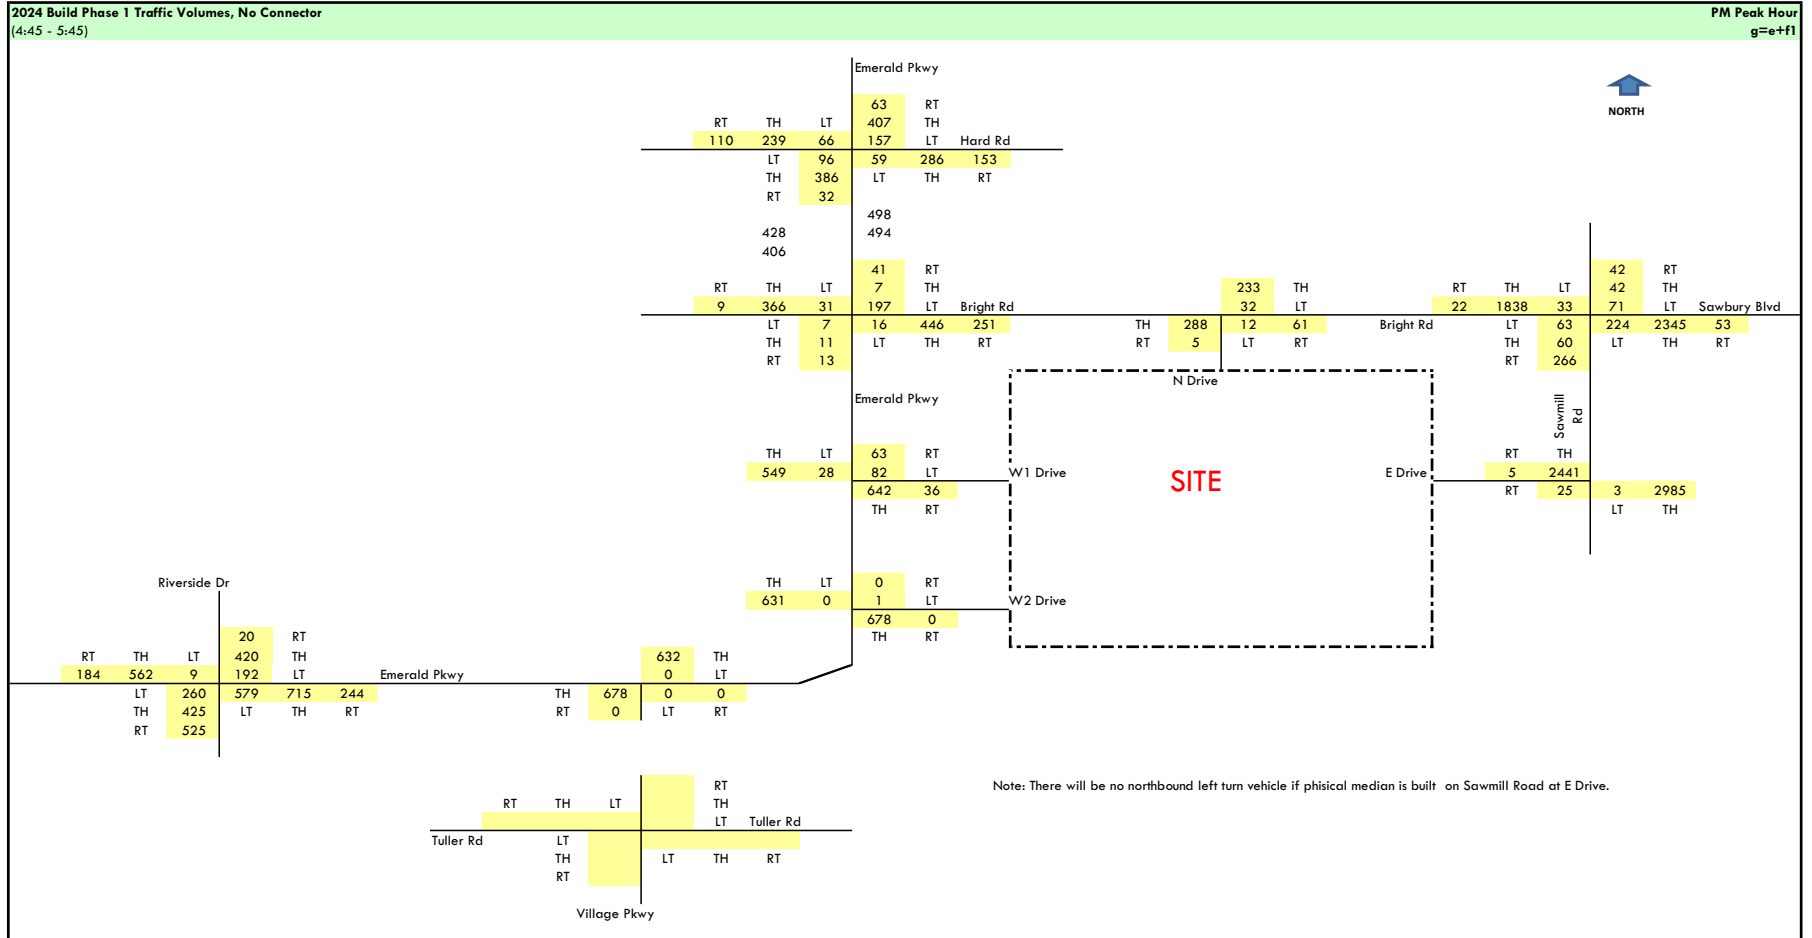 2024 Build Phase 1 Traffic Volumes, No Connector PM Peak Hour
(4:45 - 5:45) g=e+f1
Emerald Pkwy
NORTH
63 RT
RT TH LT 407 TH
110 239 66 157 LT Hard Rd
LT 96 59 286 153
TH 386 LT TH RT
RT 32
498
428 494
406
41 RT 42 RT
RT TH LT 7 TH 233 TH RT TH LT 42 TH
9 366 31 197 LT Bright Rd 32 LT 22 1838 33 71 LT Sawbury Blvd
LT 7 16 446 251 TH 288 12 61 Bright Rd LT 63 224 2345 53
TH 11 LT TH RT RT 5 LT RT TH 60 LT TH RT
RT 13 RT 266
N Drive
Emerald Pkwy
Sawmill
Rd
TH LT 63 RT RT TH
549 28 82 LT W1 Drive SITE E Drive 5 2441
642 36 RT 25 3 2985
TH RT LT TH
Riverside Dr TH LT 0 RT
631 0 1 LT W2 Drive
678 0
20 RT TH RT
RT TH LT 420 TH 632 TH
184 562 9 192 LT Emerald Pkwy 0 LT
LT 260 579 715 244 TH 678 0 0
TH 425 LT TH RT RT 0 LT RT
RT 525
RT
Note: There will be no northbound left turn vehicle if phisical median is built on Sawmill Road at E Drive.
RT TH LT TH
LT Tuller Rd
Tuller Rd LT
TH LT TH RT
RT
Village Pkwy